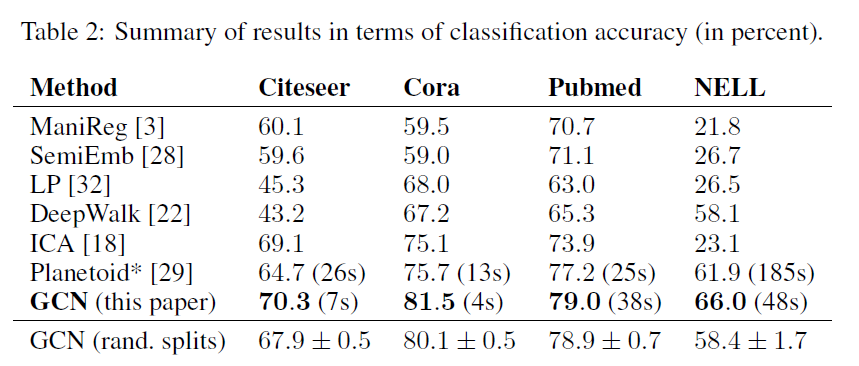 Table 2: Summary of results in terms of classification accuracy (in percent).
Method Citeseer Cora Pubmed NELL
ManiReg [3] 60.1 59.5 70.7 21.8
SemiEmb [28] 59.6 59.0 71.1 26.7
LP [32] 45.3 68.0 63.0 26.5
DeepWalk [22] 43.2 67.2 65.3 58.1
ICA [18] 69.1 75.1 73.9 23.1
Planetoid* [29] 64.7 (26s) 75.7 (13s) 77.2 (25s) 61.9 (185s)
GCN (this paper) 70.3 (7s) 81.5 (4s) 79.0 (38s) 66.0 (48s)
GCN (rand. splits) 67.9 ± 0.5 80.1 ± 0.5 78.9 ± 0.7 58.4 ± 1.7